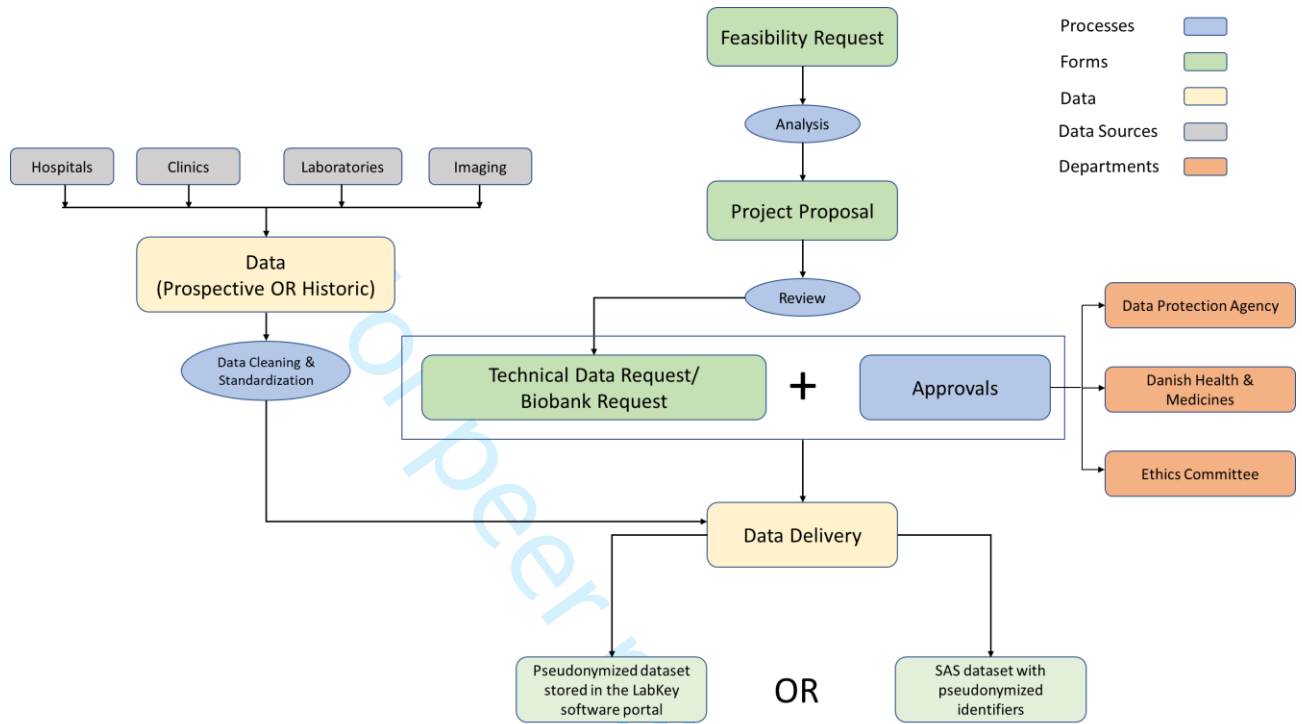 Feasibility Request
Processes
Forms
Data
Data Sources
Departments
Analysis
Hospitals
Clinics
Laboratories
Imaging
Project Proposal
Data
(Prospective OR Historic)
Review
Data Protection Agency
Data Cleaning &
Standardization
Technical Data Request/
Biobank Request
+
Approvals
Danish Health &
Medicines
Ethics Committee
Data Delivery
Pseudonymized dataset
stored in the LabKey
software portal
OR
SAS dataset with
pseudonymized
identifiers
or peer